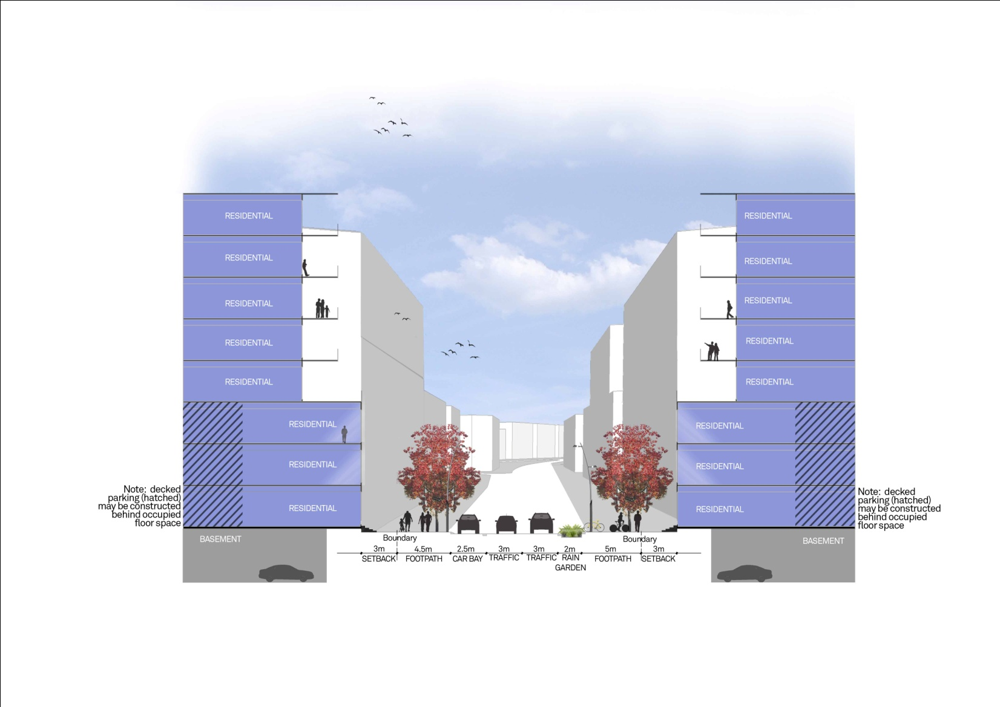 RESIDENTIAL
RESIDENTIAL
RESIDENTIAL
RESIDENTIAL
RESIDENTIAL
RESIDENTIAL
RESIDENTIAL
RESIDENTIAL
Note: decked
parking (hatched)
may be constructed
behind occupied
floor space
BASEMENT
RESIDENTIAL
RESIDENTIAL
RESIDENTIAL
RESIDENTIAL
RESIDENTIAL
RESIDENTIAL
RESIDENTIAL
RESIDENTIAL
Note: decked
parking (hatched)
may be constructed
behind occupied
floor space
BASEMENT
Boundary
Boundary
3m
SETBACK
4.5m
FOOTPATH
2.5m
CAR BAY
3m
TRAFFIC
3m
TRAFFIC
2m
RAIN
GARDEN
5m
FOOTPATH
3m
SETBACK